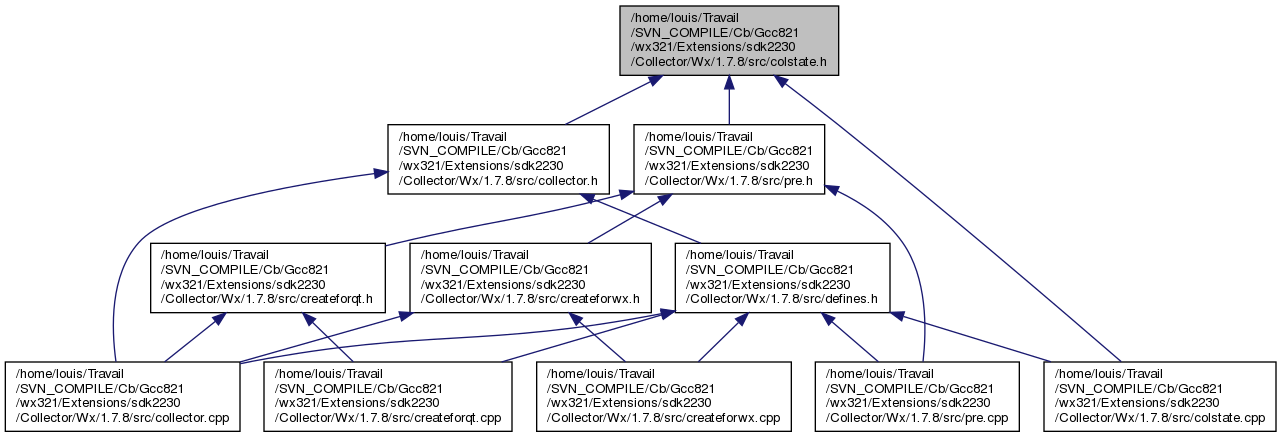 /home/louis/Travail
/SVN_COMPILE/Cb/Gcc821
/wx321/Extensions/sdk2230
/Collector/Wx/1.7.8/src/colstate.h
/home/louis/Travail
/SVN_COMPILE/Cb/Gcc821
/wx321/Extensions/sdk2230
/Collector/Wx/1.7.8/src/collector.h
/home/louis/Travail
/SVN_COMPILE/Cb/Gcc821
/wx321/Extensions/sdk2230
/Collector/Wx/1.7.8/src/pre.h
/home/louis/Travail
/SVN_COMPILE/Cb/Gcc821
/wx321/Extensions/sdk2230
/Collector/Wx/1.7.8/src/createforqt.h
/home/louis/Travail
/SVN_COMPILE/Cb/Gcc821
/wx321/Extensions/sdk2230
/Collector/Wx/1.7.8/src/createforwx.h
/home/louis/Travail
/SVN_COMPILE/Cb/Gcc821
/wx321/Extensions/sdk2230
/Collector/Wx/1.7.8/src/defines.h
/home/louis/Travail
/SVN_COMPILE/Cb/Gcc821
/wx321/Extensions/sdk2230
/Collector/Wx/1.7.8/src/collector.cpp
/home/louis/Travail
/SVN_COMPILE/Cb/Gcc821
/wx321/Extensions/sdk2230
/Collector/Wx/1.7.8/src/createforqt.cpp
/home/louis/Travail
/SVN_COMPILE/Cb/Gcc821
/wx321/Extensions/sdk2230
/Collector/Wx/1.7.8/src/createforwx.cpp
/home/louis/Travail
/SVN_COMPILE/Cb/Gcc821
/wx321/Extensions/sdk2230
/Collector/Wx/1.7.8/src/pre.cpp
/home/louis/Travail
/SVN_COMPILE/Cb/Gcc821
/wx321/Extensions/sdk2230
/Collector/Wx/1.7.8/src/colstate.cpp